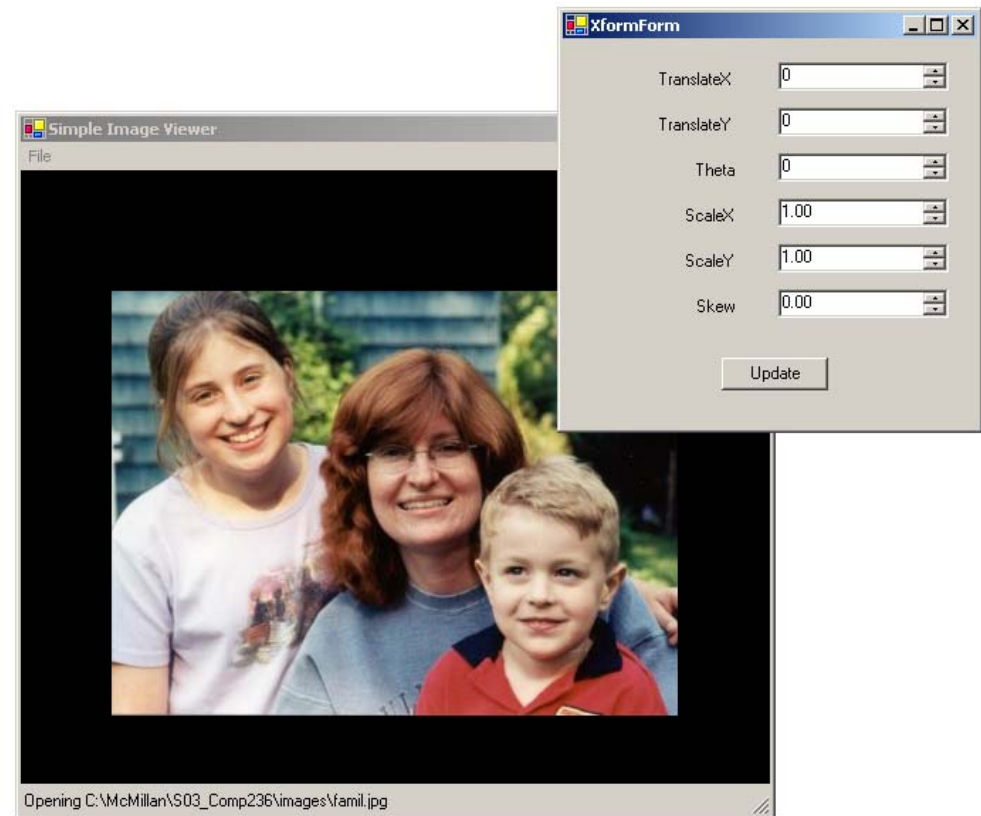 XformForm
TranslateX 0
TranslateY 0
Theta 0
ScaleX 1.00
ScaleY 1.00
Skew 0.00
Update
Simple Image Viewer
File
Opening C:\McMillan\S03_Comp236\images\famil.jpg